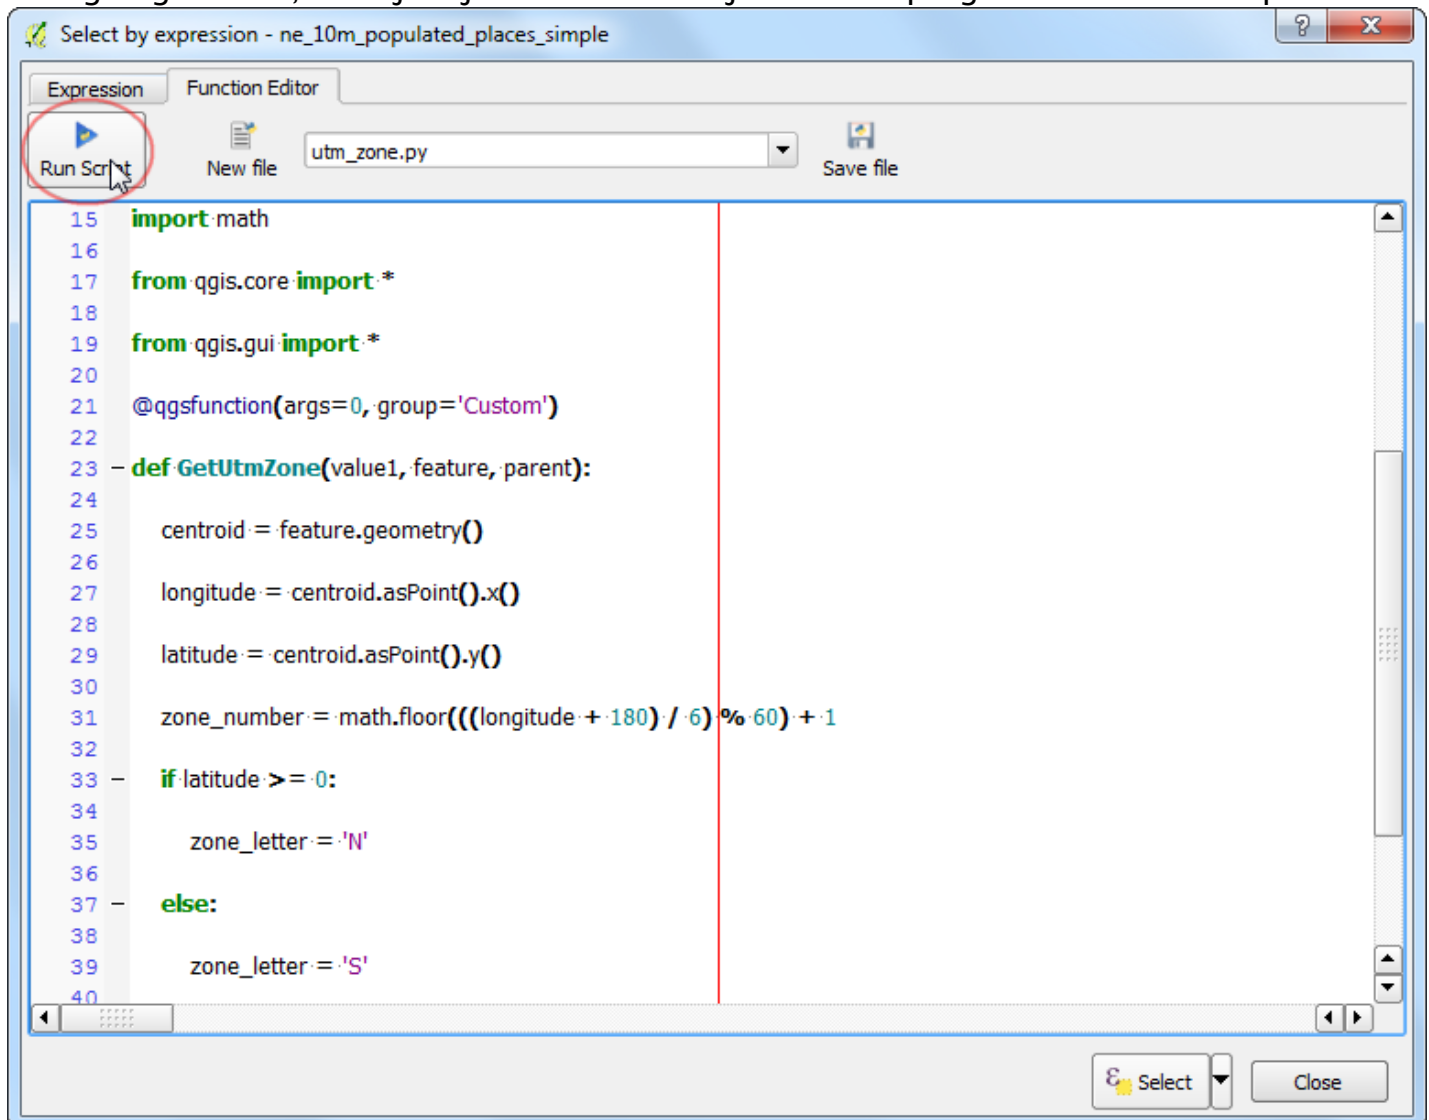 Select by expression - ne_10m_populated_places_simple
Expression Function Editor
Run Script New file utm_zone.py Save file
15 import math
16
17 from qgis.core import *
18
19 from qgis.gui import *
20
21 @qgsfunction(args=0, group='Custom')
22
23 def GetUtmZone(value1, feature, parent):
24
25 centroid = feature.geometry()
26
27 longitude = centroid.asPoint().x()
28
29 latitude = centroid.asPoint().y()
30
31 zone_number = math.floor(((longitude + 180) / 6) % 60) + 1
32
33 if latitude >= 0:
34
35 zone_letter = 'N'
36
37 else:
38
39 zone_letter = 'S'
40
Select Close